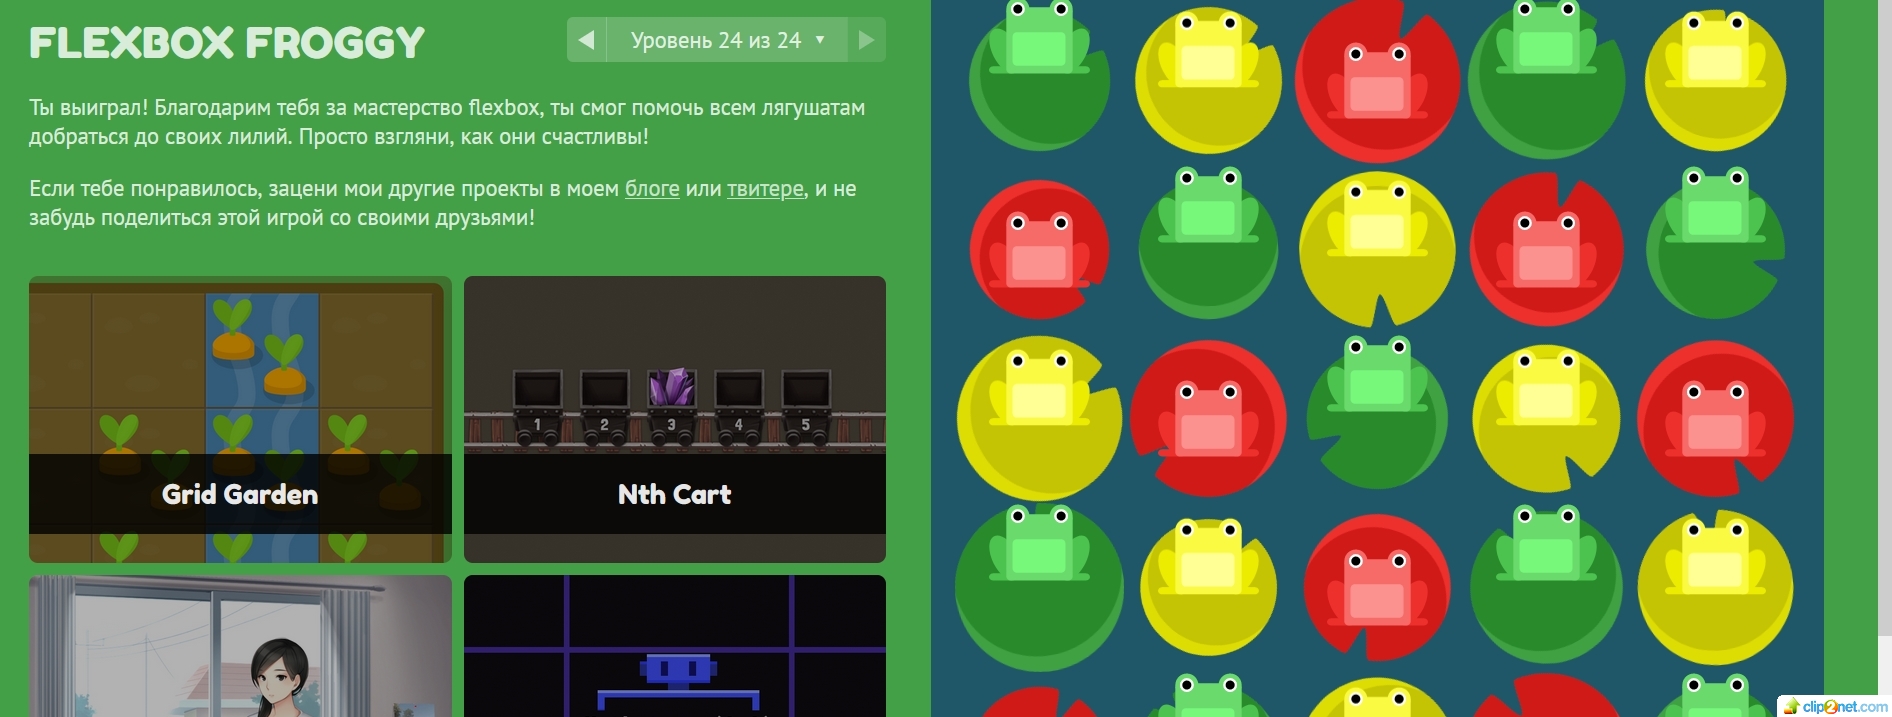 FLEXBOX FROGGY
Уровень 24 из 24
Ты выиграл! Благодарим тебя за мастерство flexbox, ты смог помочь всем лягушатам
добраться до своих лилий. Просто взгляни, как они счастливы!
Если тебе понравилось, зацени мои другие проекты в моем блоге или твитере, и не
забудь поделиться этой игрой со своими друзьями!
Grid Garden
1 2 3 4 5
Nth Cart
clip2net.com